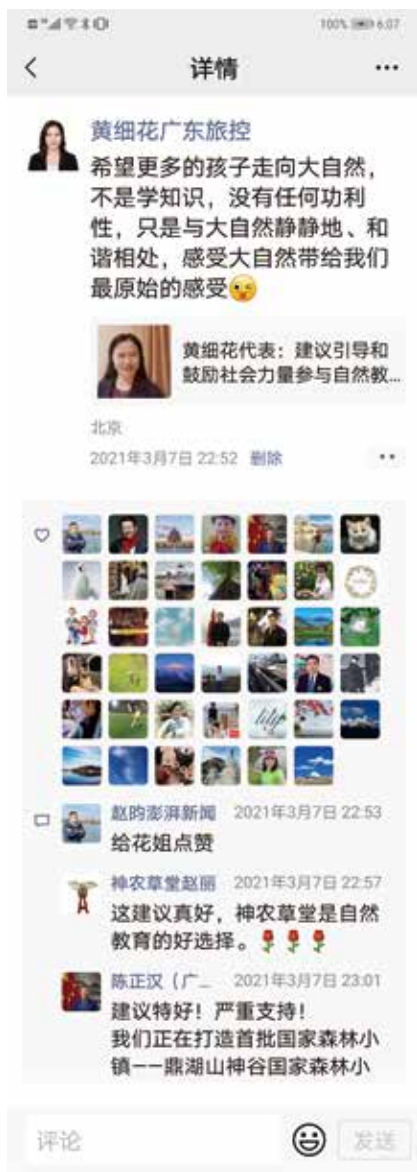 100% 6:07
详情
黄细花广东旅控
希望更多的孩子走向大自然，
不是学知识，没有任何功利
性，只是与大自然静静地、和
谐相处，感受大自然带给我们
最原始的感受😜
黄细花代表：建议引导和
鼓励社会力量参与自然教...
北京
2021年3月7日 22:52 删除
赵昀澎湃新闻 2021年3月7日 22:53
给花姐点赞
神农草堂赵丽 2021年3月7日 22:57
这建议真好，神农草堂是自然
教育的好选择。🌹🌹🌹
陈正汉（广... 2021年3月7日 23:01
建议特好！严重支持！
我们正在打造首批国家森林小
镇——鼎湖山神谷国家森林小
评论 发送